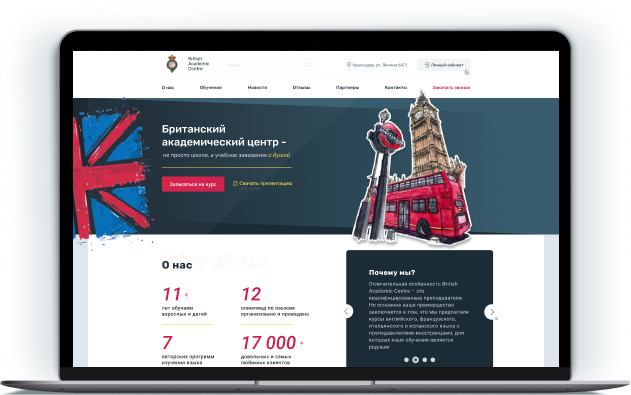 British
Academic
Centre
Поиск
Краснодар, ул. Ленина 64/1
Личный кабинет
О нас
Обучение
Новости
Отзывы
Партнеры
Контакты
Заказать звонок
Британский
академический центр -
не просто школа, а учебное заведение с душой
Записаться на курс
Скачать презентацию
About us
О нас
11 +
лет обучаем
взрослых и детей
12
олимпиад по языкам
организовано и проведено
7
авторских программ
изучения языка
17 000 +
довольных и самых
любимых клиентов
Почему мы?
Отличительная особенность British
Academic Centre – это
квалифицированные преподаватели.
Но основное наше преимущество
заключается в том, что мы предлагаем
курсы английского, французского,
итальянского и испанского языка с
преподавателями-иностранцами, для
которых язык обучения является
родным